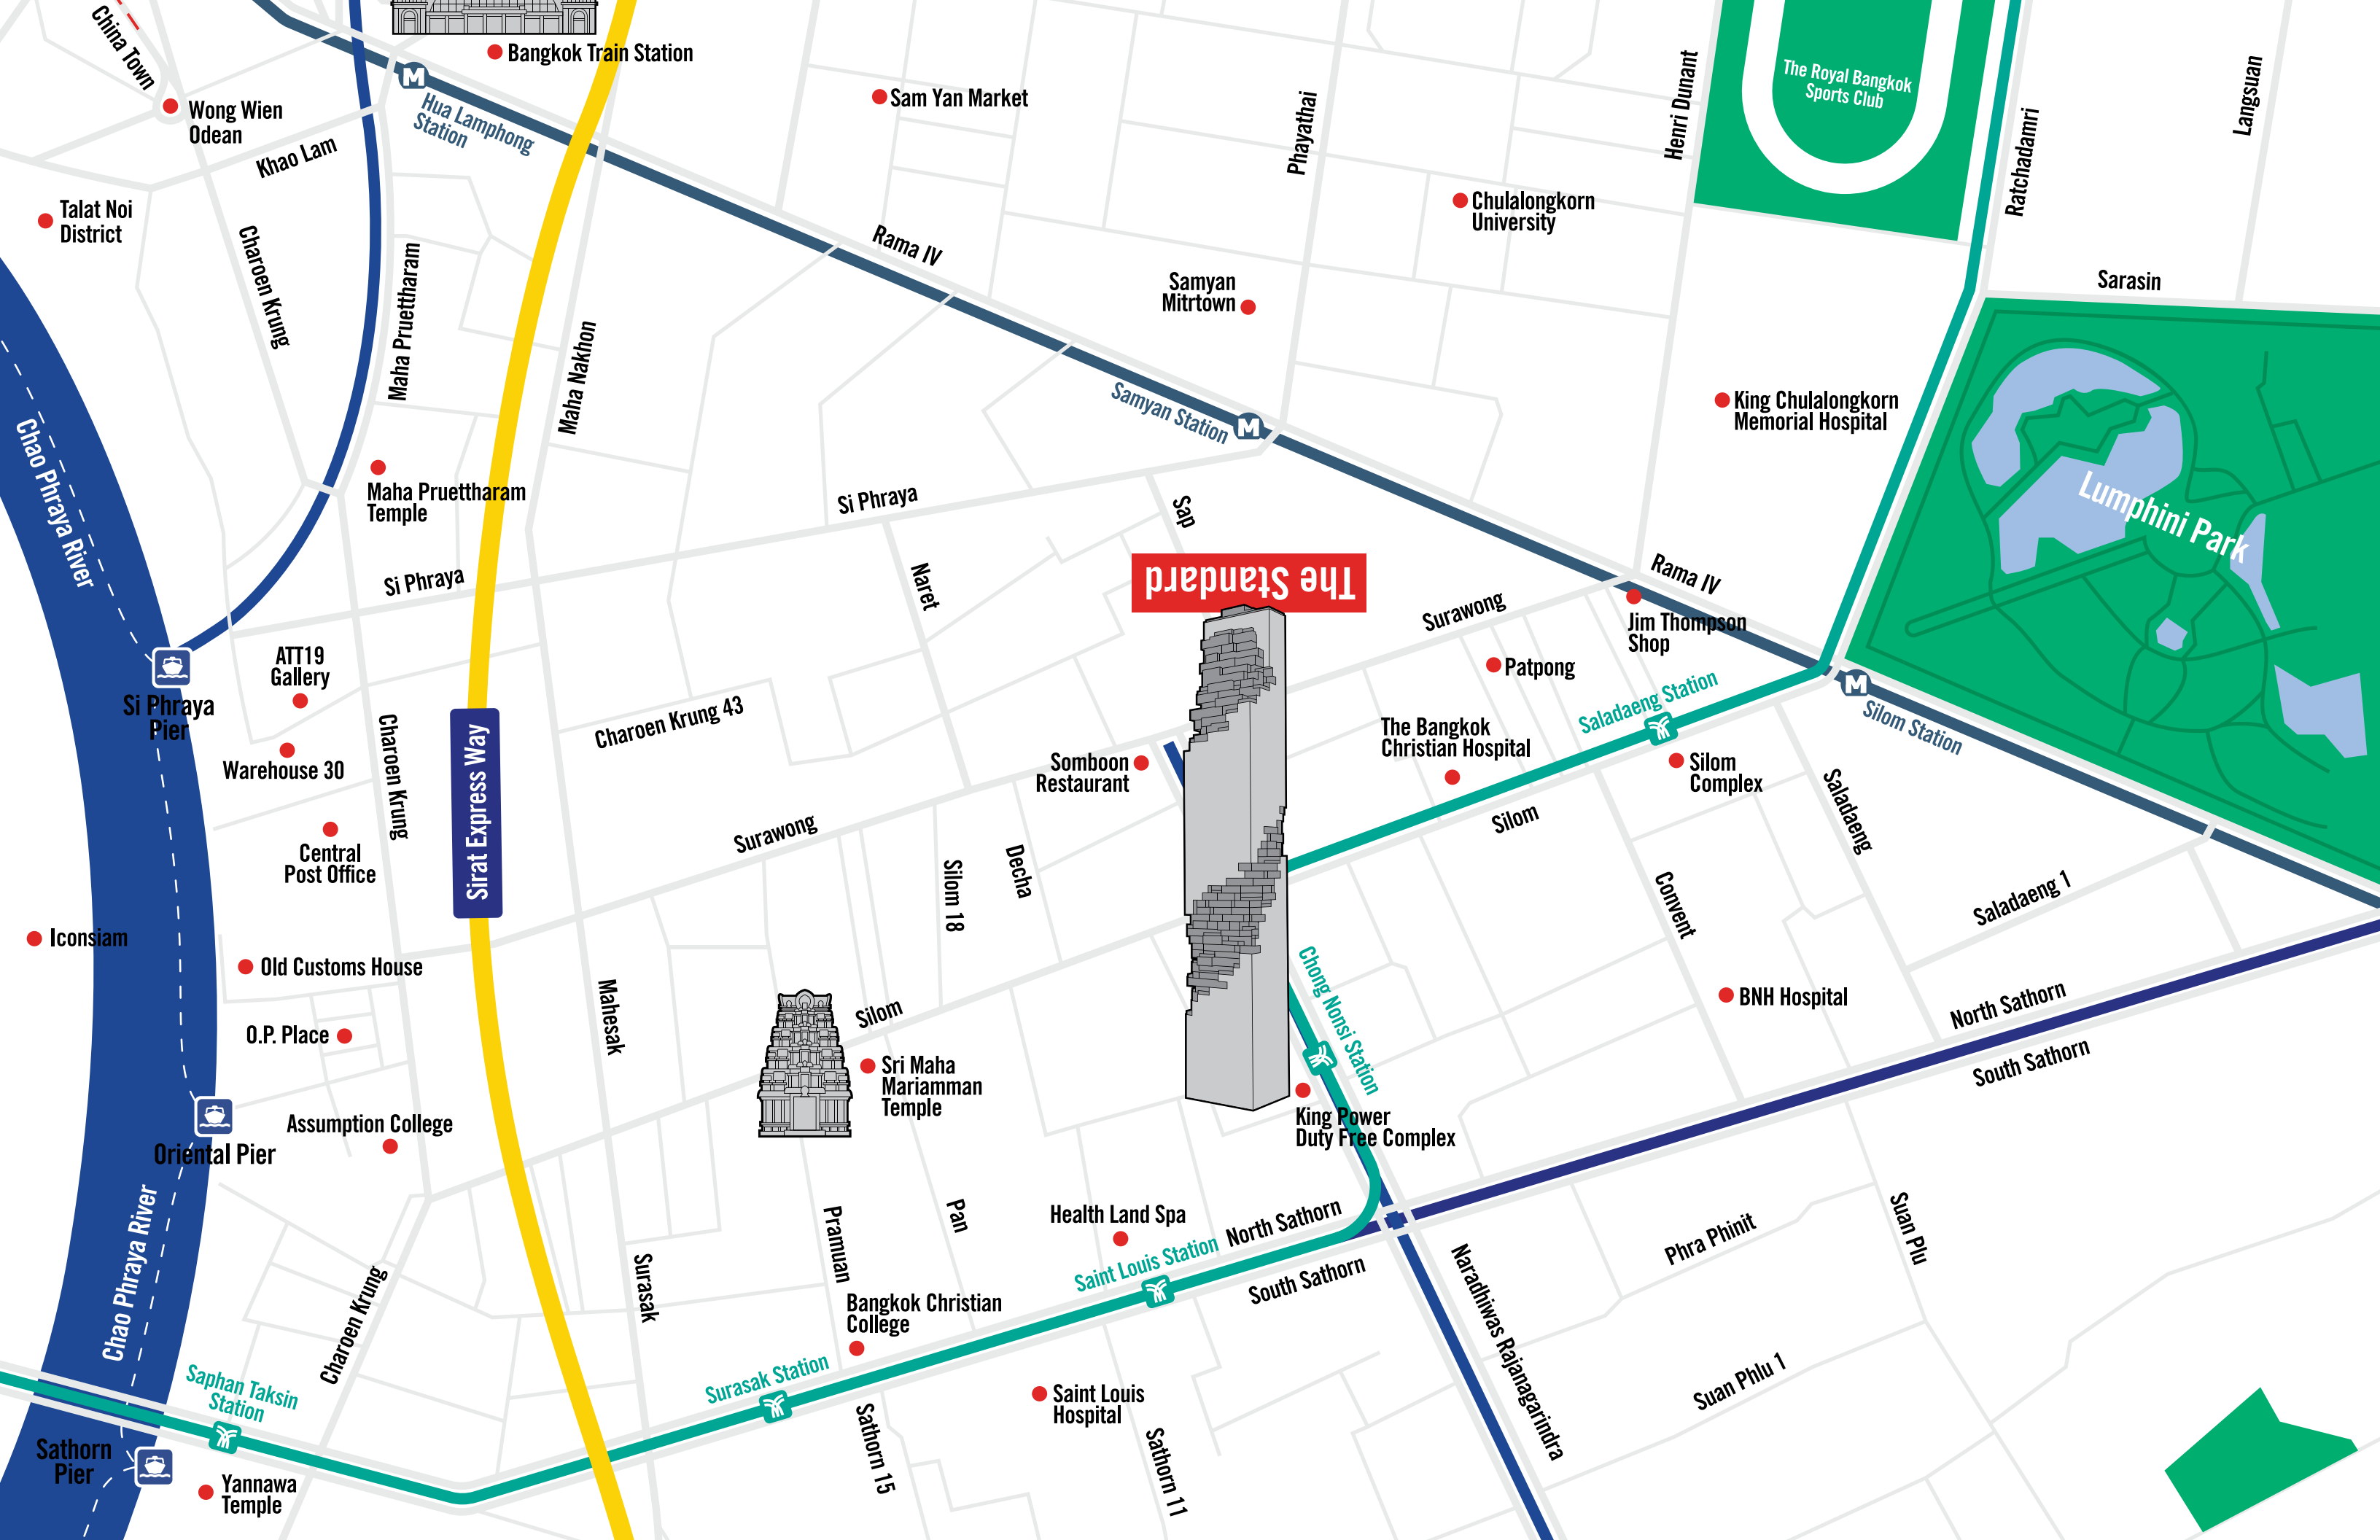 China Town
Bangkok Train Station
Wong Wien
Odean
Hua Lamphong
Station
Khao Lam
Sam Yan Market
Phayathai
Henri Dunant
The Royal Bangkok
Sports Club
Ratchadamri
Langsuan
Talat Noi
District
Charoen Krung
Maha Pruettharam
Maha Nakhon
Rama IV
Chulalongkorn
University
Samyan
Mitrtown
Sarasin
Samyan Station
King Chulalongkorn
Memorial Hospital
Chao Phraya River
Maha Pruettharam
Temple
Si Phraya
Sap
Lumphini Park
Si Phraya
Naret
The Standard
Surawong
Rama IV
Jim Thompson
Shop
Patpong
ATT19
Gallery
Si Phraya
Pier
Warehouse 30
Charoen Krung
Sirat Express Way
Charoen Krung 43
Somboon
Restaurant
The Bangkok
Christian Hospital
Saladaeng Station
Silom Station
Silom
Complex
Saladaeng
Central
Post Office
Surawong
Silom 18
Decha
Silom
Convent
Saladaeng 1
Iconsiam
Old Customs House
O.P. Place
Mahesak
Silom
Sri Maha
Mariamman
Temple
Chong Nonsi Station
BNH Hospital
North Sathorn
South Sathorn
King Power
Duty Free Complex
Assumption College
Oriental Pier
Chao Phraya River
Charoen Krung
Surasak
Pramuan
Pan
Health Land Spa
North Sathorn
Saint Louis Station
South Sathorn
Naradhiwas Rajanagarindra
Phra Phinit
Suan Plu
Suan Phlu 1
Bangkok Christian
College
Saphan Taksin
Station
Surasak Station
Saint Louis
Hospital
Sathorn 15
Sathorn 11
Sathorn
Pier
Yannawa
Temple